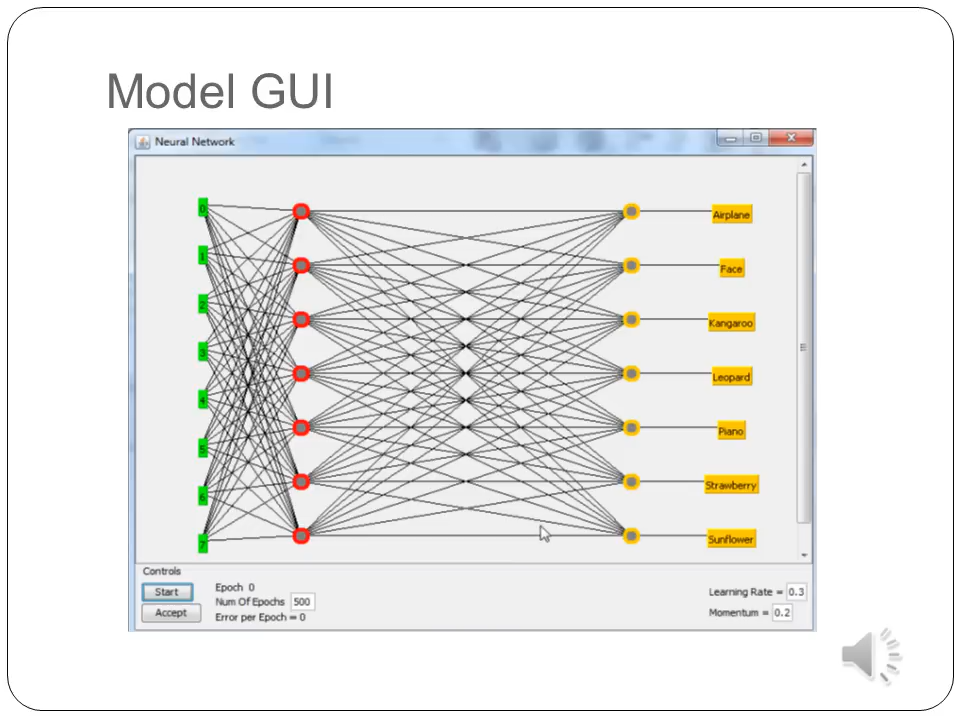 Model GUI
Neural Network
0
1
2
3
4
5
6
7
Airplane
Face
Kangaroo
Leopard
Piano
Strawberry
Sunflower
Controls
Start
Accept
Epoch 0
Num Of Epochs 500
Error per Epoch = 0
Learning Rate = 0.3
Momentum = 0.2